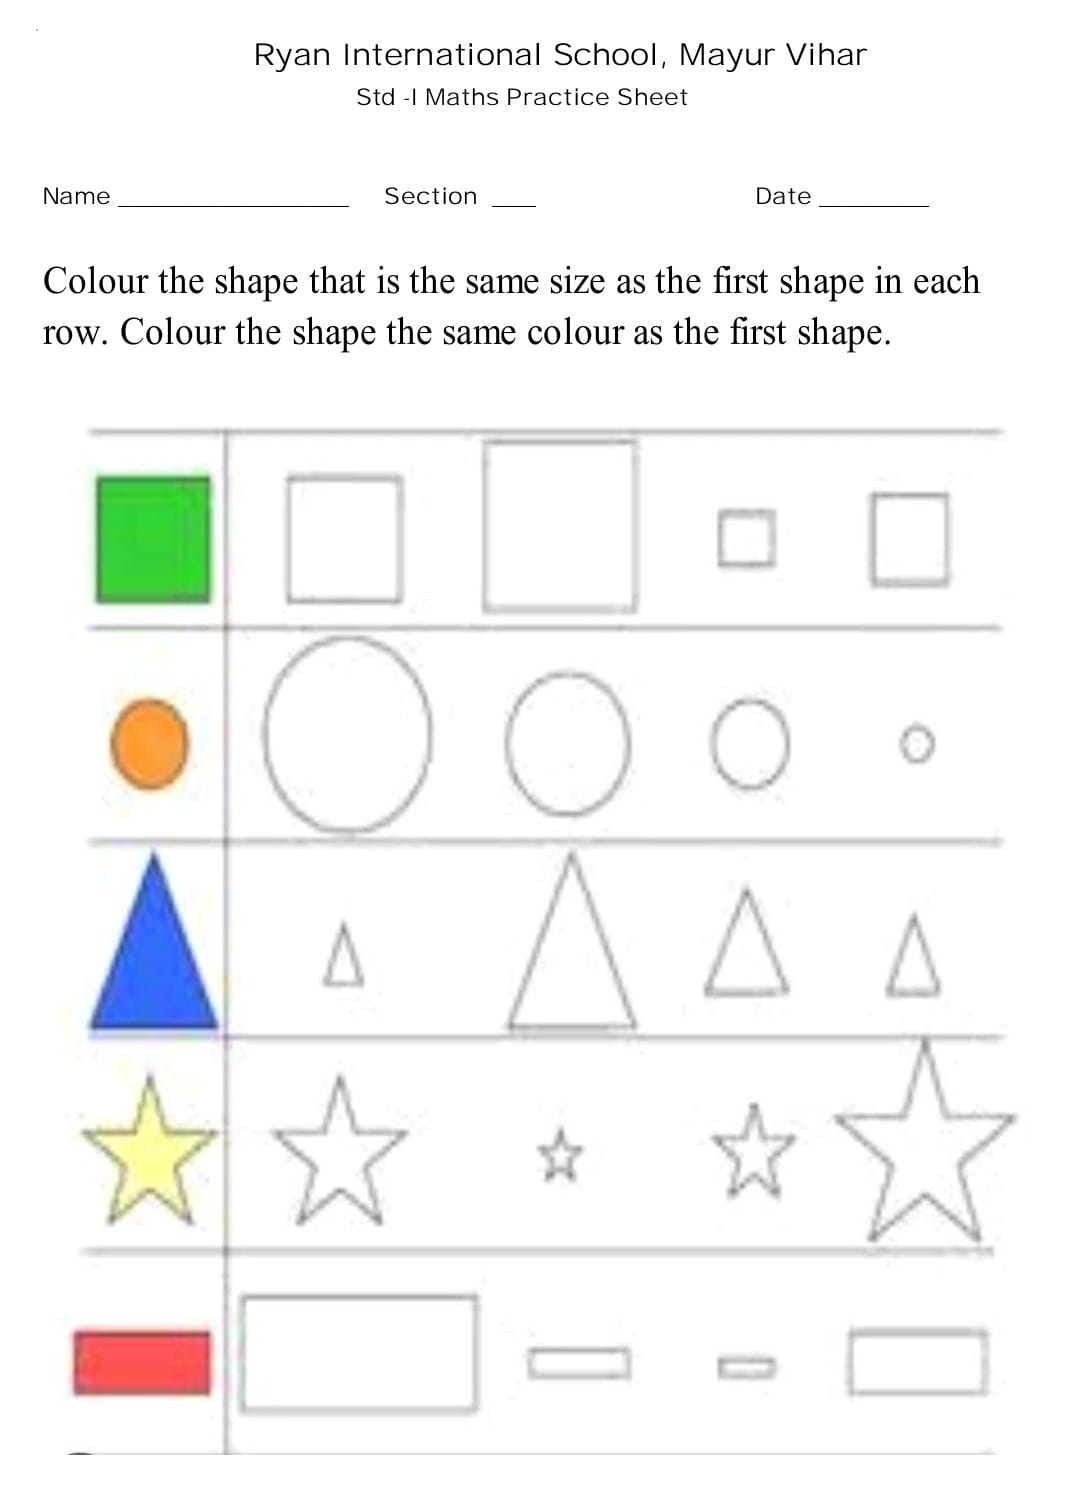 Ryan International School, Mayur Vihar
Std -I Maths Practice Sheet
Name Section Date
Colour the shape that is the same size as the first shape in each
row. Colour the shape the same colour as the first shape.